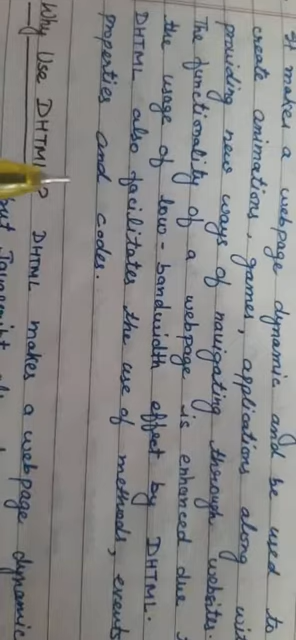 It makes a webpage dynamic and be used to
create animations, games, applications along
providing new ways of navigating through websites
The functionality of a webpage is enhanced due
the usage of low-bandwidth effect by DHTML.
DHTML also facilitates the use of methods, events
properties and codes.
Why Use DHTML? DHTML makes a webpage dynamic